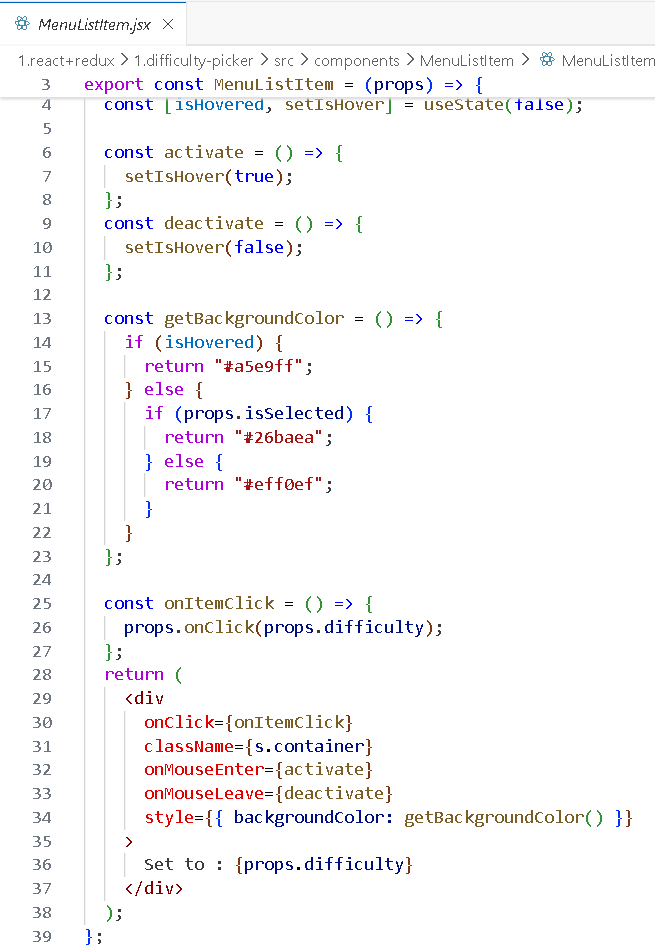 MenuListItem.jsx
1.react+redux > 1.difficulty-picker > src > components > MenuListItem > MenuListItem
3 export const MenuListItem = (props) => {
4 const [isHovered, setIsHover] = useState(false);
5
6 const activate = () => {
7 setIsHover(true);
8 };
9 const deactivate = () => {
10 setIsHover(false);
11 };
12
13 const getBackgroundColor = () => {
14 if (isHovered) {
15 return "#a5e9ff";
16 } else {
17 if (props.isSelected) {
18 return "#26baea";
19 } else {
20 return "#eff0ef";
21 }
22 }
23 };
24
25 const onItemClick = () => {
26 props.onClick(props.difficulty);
27 };
28 return (
29 <div
30 onClick={onItemClick}
31 className={s.container}
32 onMouseEnter={activate}
33 onMouseLeave={deactivate}
34 style={{ backgroundColor: getBackgroundColor() }}
35 >
36 Set to : {props.difficulty}
37 </div>
38 );
39 };